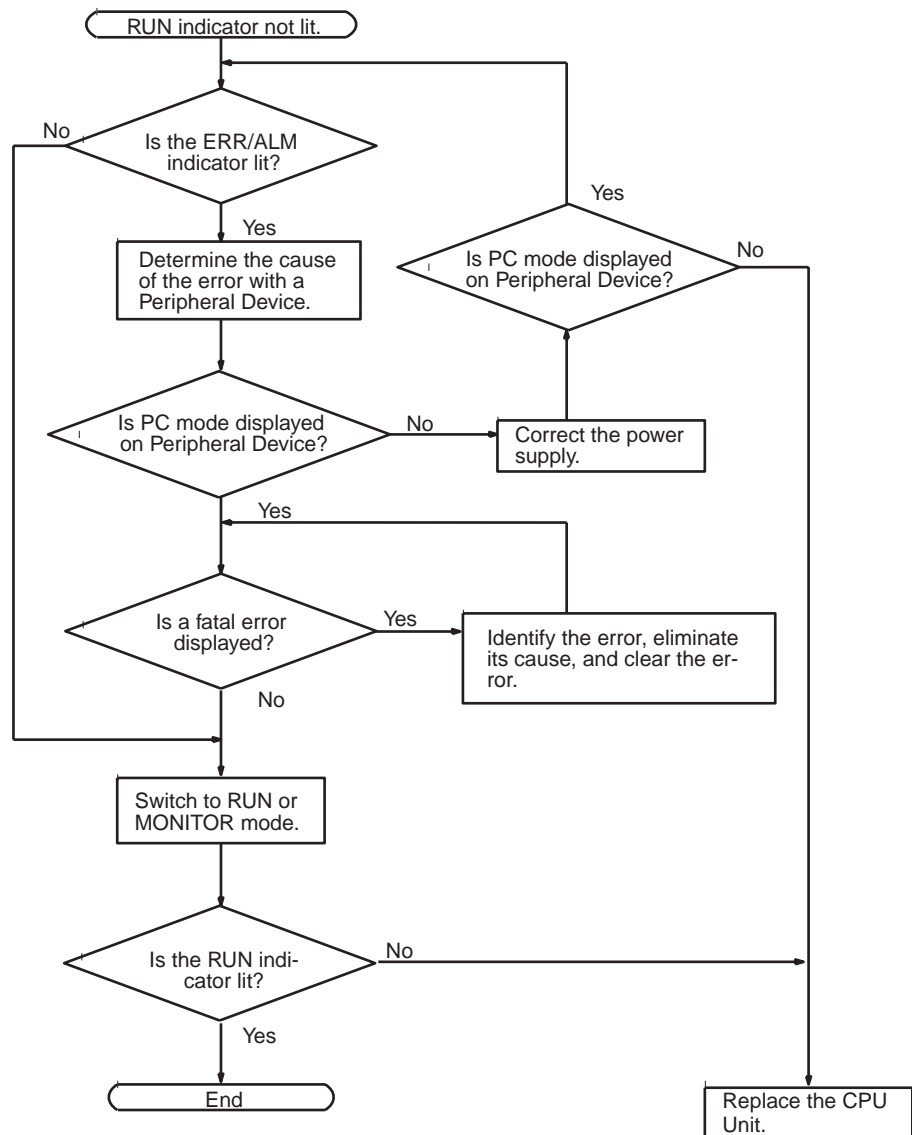 RUN indicator not lit.
No
Is the ERR/ALM
indicator lit?
Yes
Yes
Determine the cause
of the error with a
Peripheral Device.
Is PC mode displayed
on Peripheral Device?
No
Is PC mode displayed
on Peripheral Device?
No
Correct the power
supply.
Yes
Is a fatal error
displayed?
Yes
Identify the error, eliminate
its cause, and clear the er-
ror.
No
Switch to RUN or
MONITOR mode.
Is the RUN indi-
cator lit?
No
Yes
End
Replace the CPU
Unit.